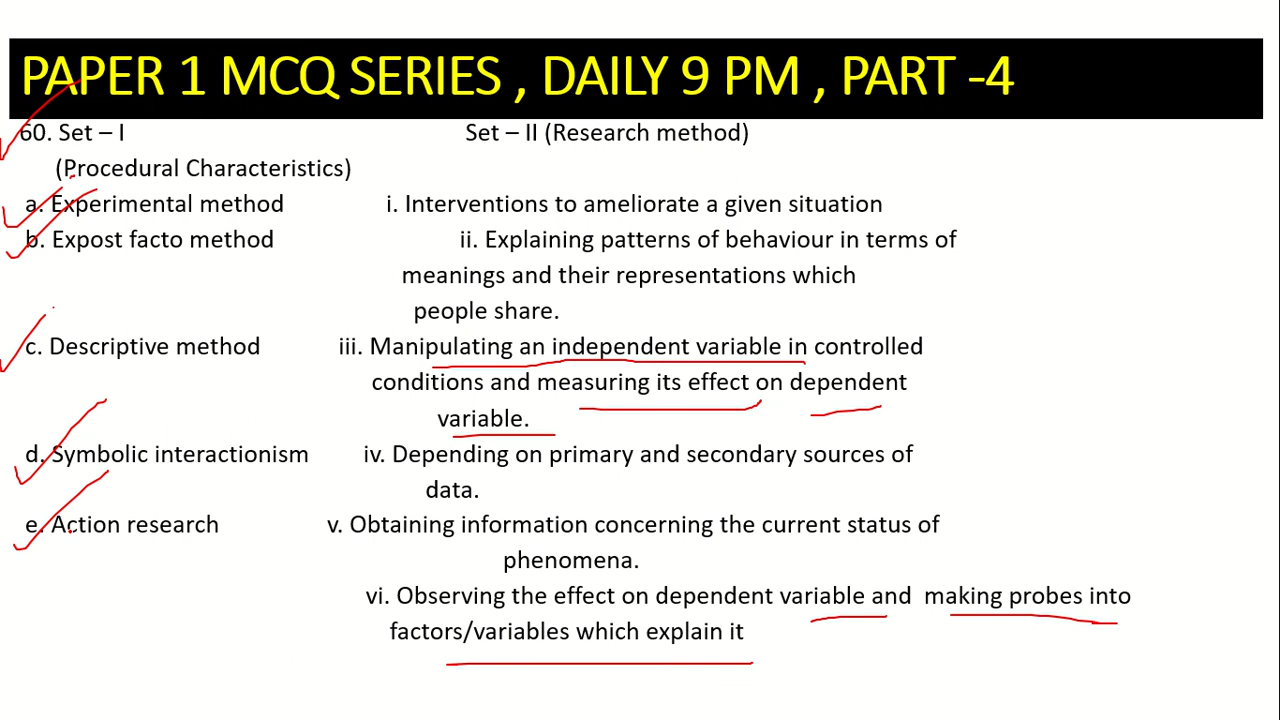 PAPER 1 MCQ SERIES , DAILY 9 PM , PART -4
60. Set – I Set – II (Research method)
(Procedural Characteristics)
a. Experimental method i. Interventions to ameliorate a given situation
b. Expost facto method ii. Explaining patterns of behaviour in terms of
meanings and their representations which
people share.
c. Descriptive method iii. Manipulating an independent variable in controlled
conditions and measuring its effect on dependent
variable.
d. Symbolic interactionism iv. Depending on primary and secondary sources of
data.
e. Action research v. Obtaining information concerning the current status of
phenomena.
vi. Observing the effect on dependent variable and making probes into
factors/variables which explain it